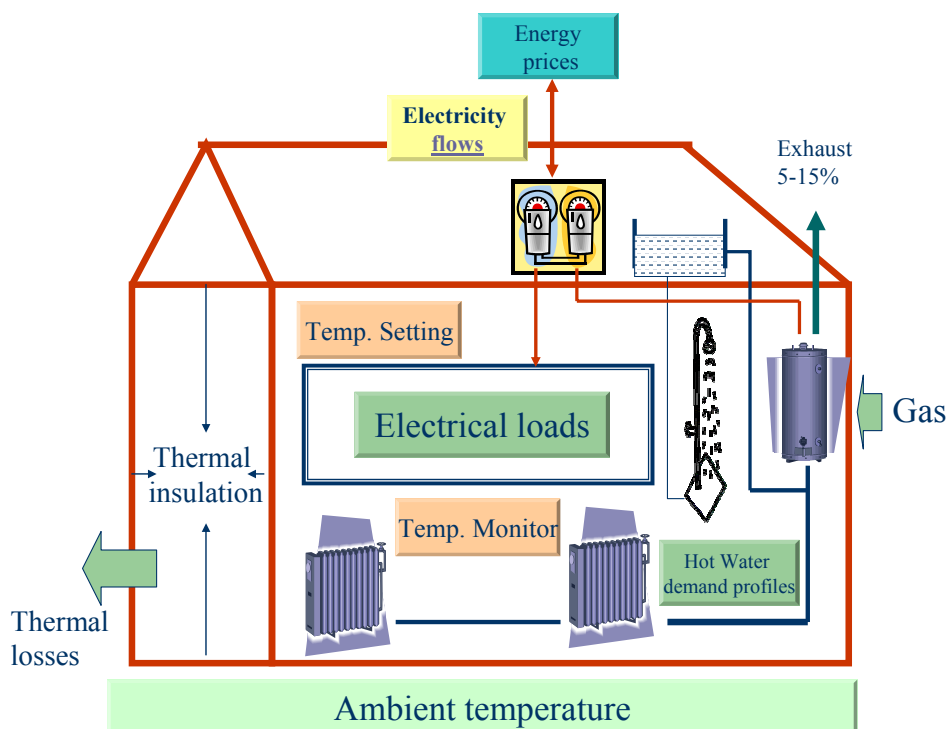 Energy
prices
Electricity
flows
Exhaust
5-15%
Temp. Setting
Electrical loads
Gas
Thermal
insulation
Temp. Monitor
Hot Water
demand profiles
Thermal
losses
Ambient temperature